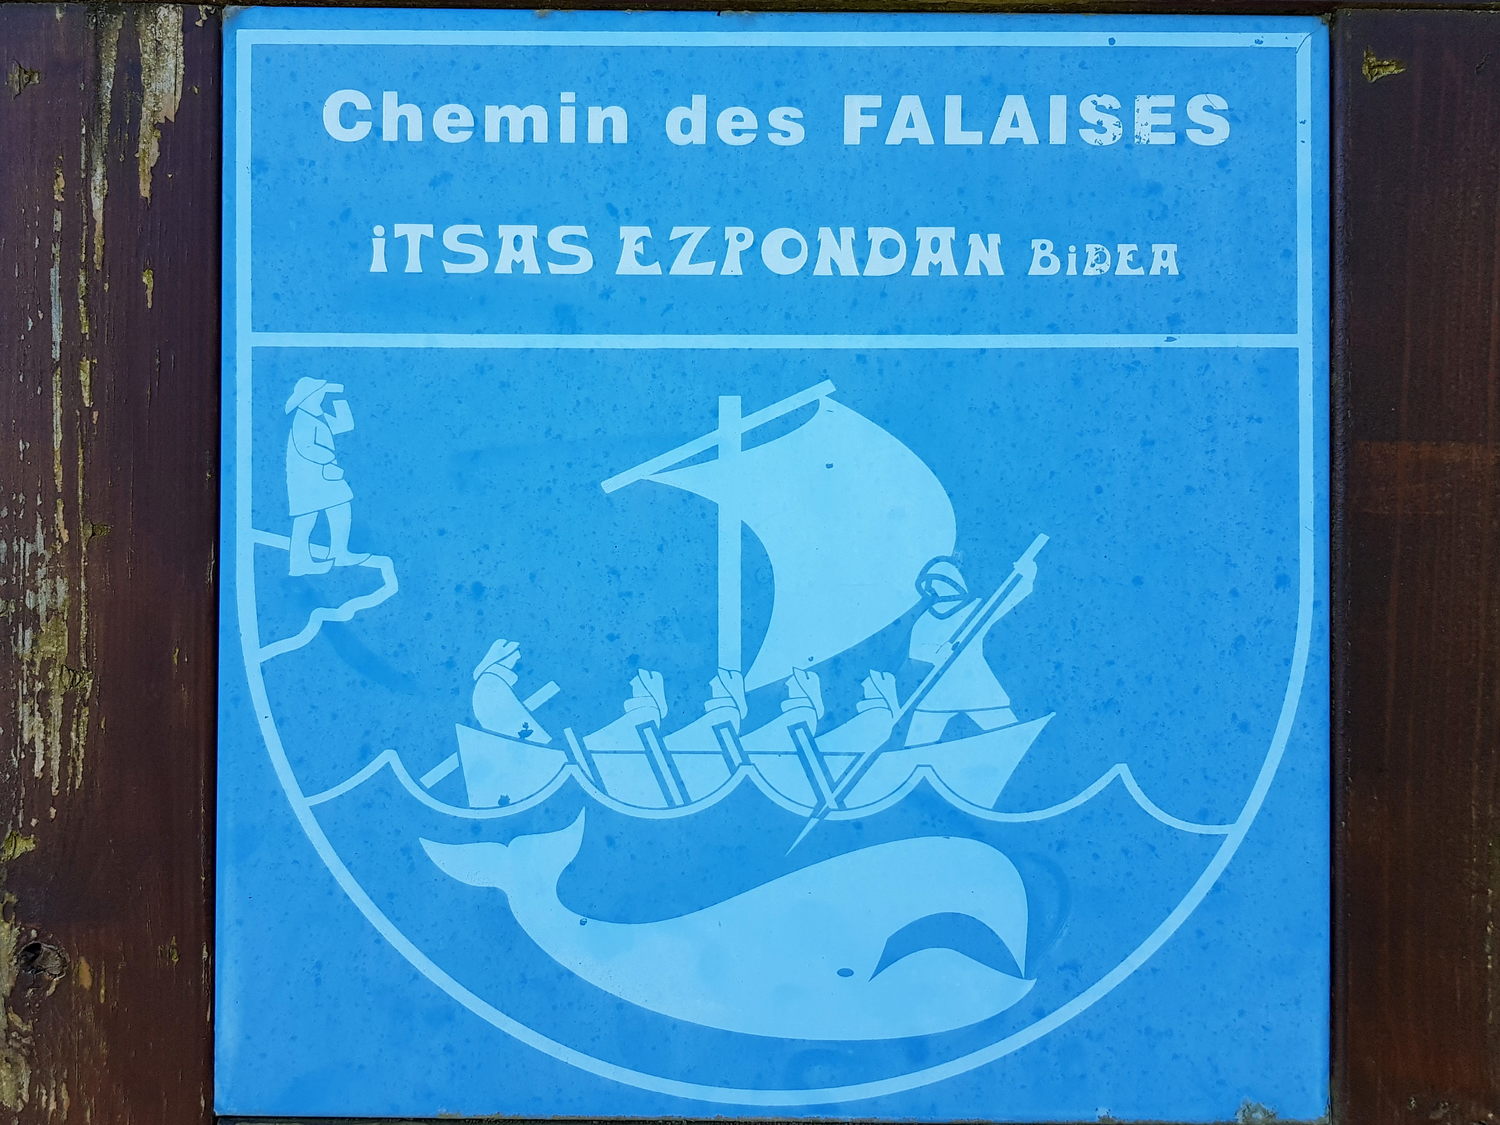 Chemin des FALAISES
iTSAS EZPONDAN BiDEA